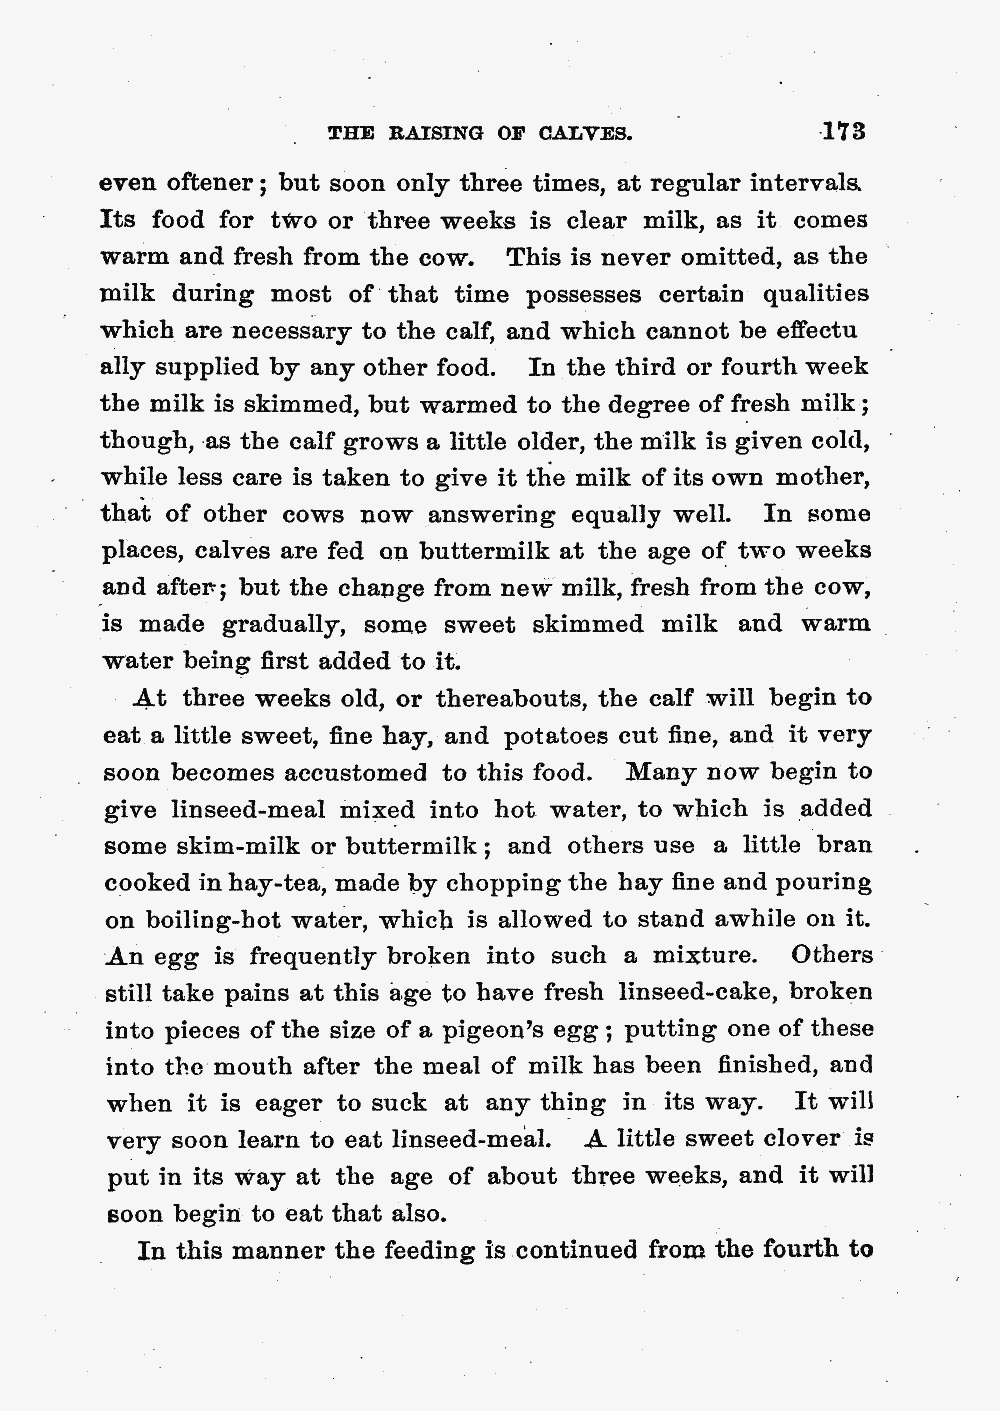 THE RAISING OF CALVES. 173
even oftener; but soon only three times, at regular intervals.
Its food for two or three weeks is clear milk, as it comes
warm and fresh from the cow. This is never omitted, as the
milk during most of that time possesses certain qualities
which are necessary to the calf, and which cannot be effectu
ally supplied by any other food. In the third or fourth week
the milk is skimmed, but warmed to the degree of fresh milk;
though, as the calf grows a little older, the milk is given cold,
while less care is taken to give it the milk of its own mother,
that of other cows now answering equally well. In some
places, calves are fed on buttermilk at the age of two weeks
and after; but the change from new milk, fresh from the cow,
is made gradually, some sweet skimmed milk and warm
water being first added to it.
At three weeks old, or thereabouts, the calf will begin to
eat a little sweet, fine hay, and potatoes cut fine, and it very
soon becomes accustomed to this food. Many now begin to
give linseed-meal mixed into hot water, to which is added
some skim-milk or buttermilk; and others use a little bran
cooked in hay-tea, made by chopping the hay fine and pouring
on boiling-hot water, which is allowed to stand awhile on it.
An egg is frequently broken into such a mixture. Others
still take pains at this age to have fresh linseed-cake, broken
into pieces of the size of a pigeon's egg; putting one of these
into the mouth after the meal of milk has been finished, and
when it is eager to suck at any thing in its way. It will
very soon learn to eat linseed-meal. A little sweet clover is
put in its way at the age of about three weeks, and it will
soon begin to eat that also.
In this manner the feeding is continued from the fourth to